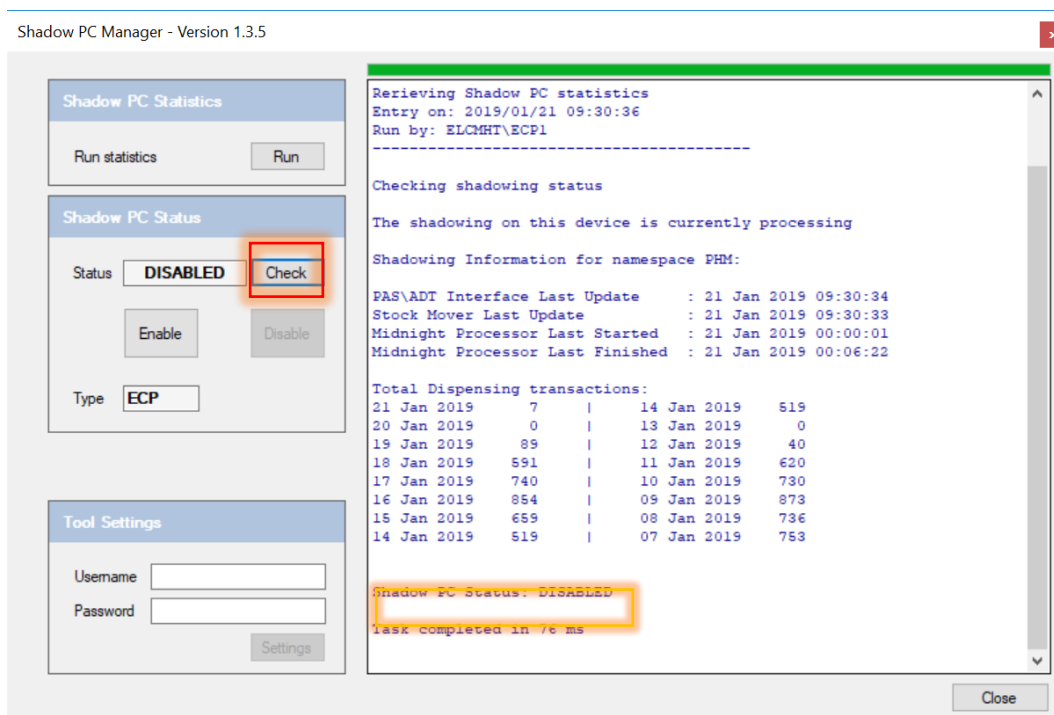 Shadow PC Manager - Version 1.3.5
Shadow PC Statistics
Run statistics Run
Shadow PC Status
Status DISABLED Check
Enable Disable
Type ECP
Tool Settings
Username
Password
Settings
Rerieving Shadow PC statistics
Entry on: 2019/01/21 09:30:36
Run by: ELCMHT\ECP1
-----------------------------------------
Checking shadowing status
The shadowing on this device is currently processing
Shadowing Information for namespace PHM:
PAS\ADT Interface Last Update : 21 Jan 2019 09:30:34
Stock Mover Last Update : 21 Jan 2019 09:30:33
Midnight Processor Last Started : 21 Jan 2019 00:00:01
Midnight Processor Last Finished : 21 Jan 2019 00:06:22
Total Dispensing transactions:
21 Jan 2019 7 | 14 Jan 2019 519
20 Jan 2019 0 | 13 Jan 2019 0
19 Jan 2019 89 | 12 Jan 2019 40
18 Jan 2019 591 | 11 Jan 2019 620
17 Jan 2019 740 | 10 Jan 2019 730
16 Jan 2019 854 | 09 Jan 2019 873
15 Jan 2019 659 | 08 Jan 2019 736
14 Jan 2019 519 | 07 Jan 2019 753
Shadow PC Status: DISABLED
Task completed in 76 ms
Close